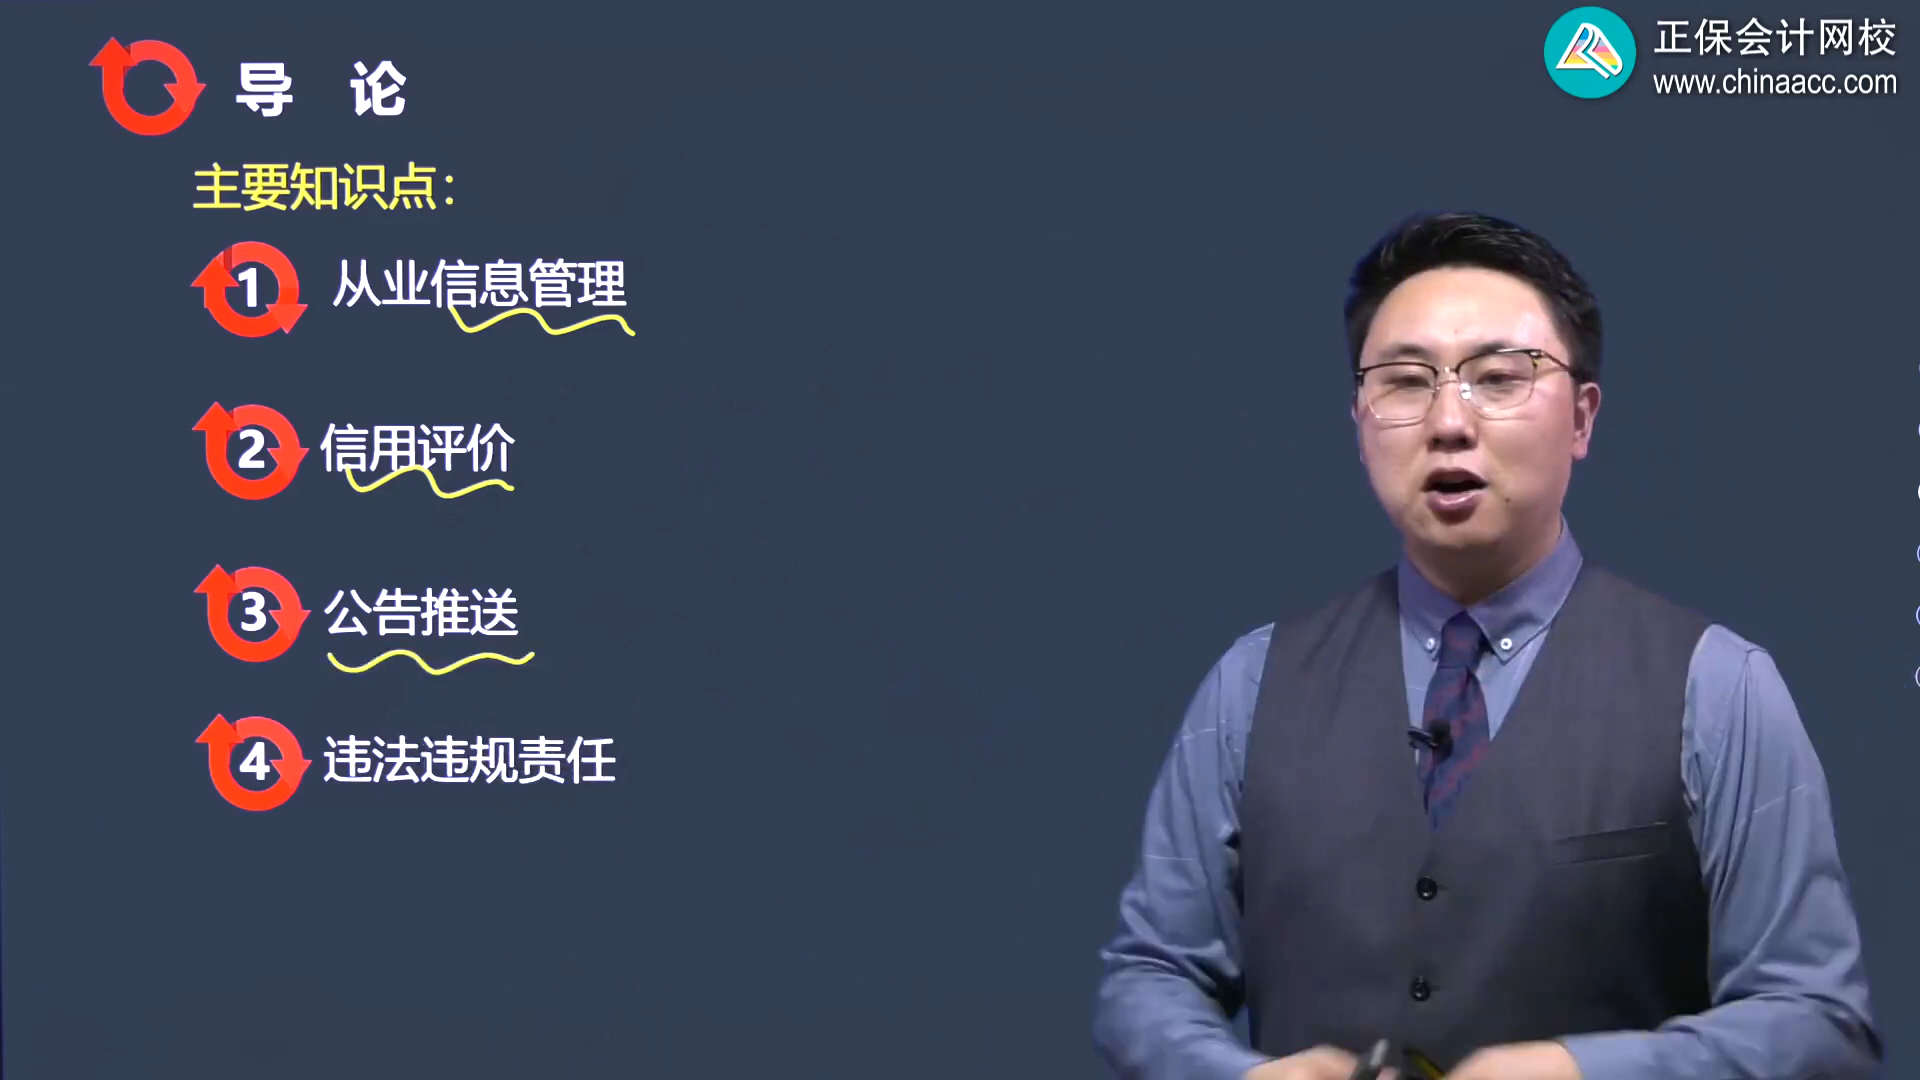 正保会计网校
www.chinaacc.com
导 论
主要知识点：
1 从业信息管理
2 信用评价
3 公告推送
4 违法违规责任